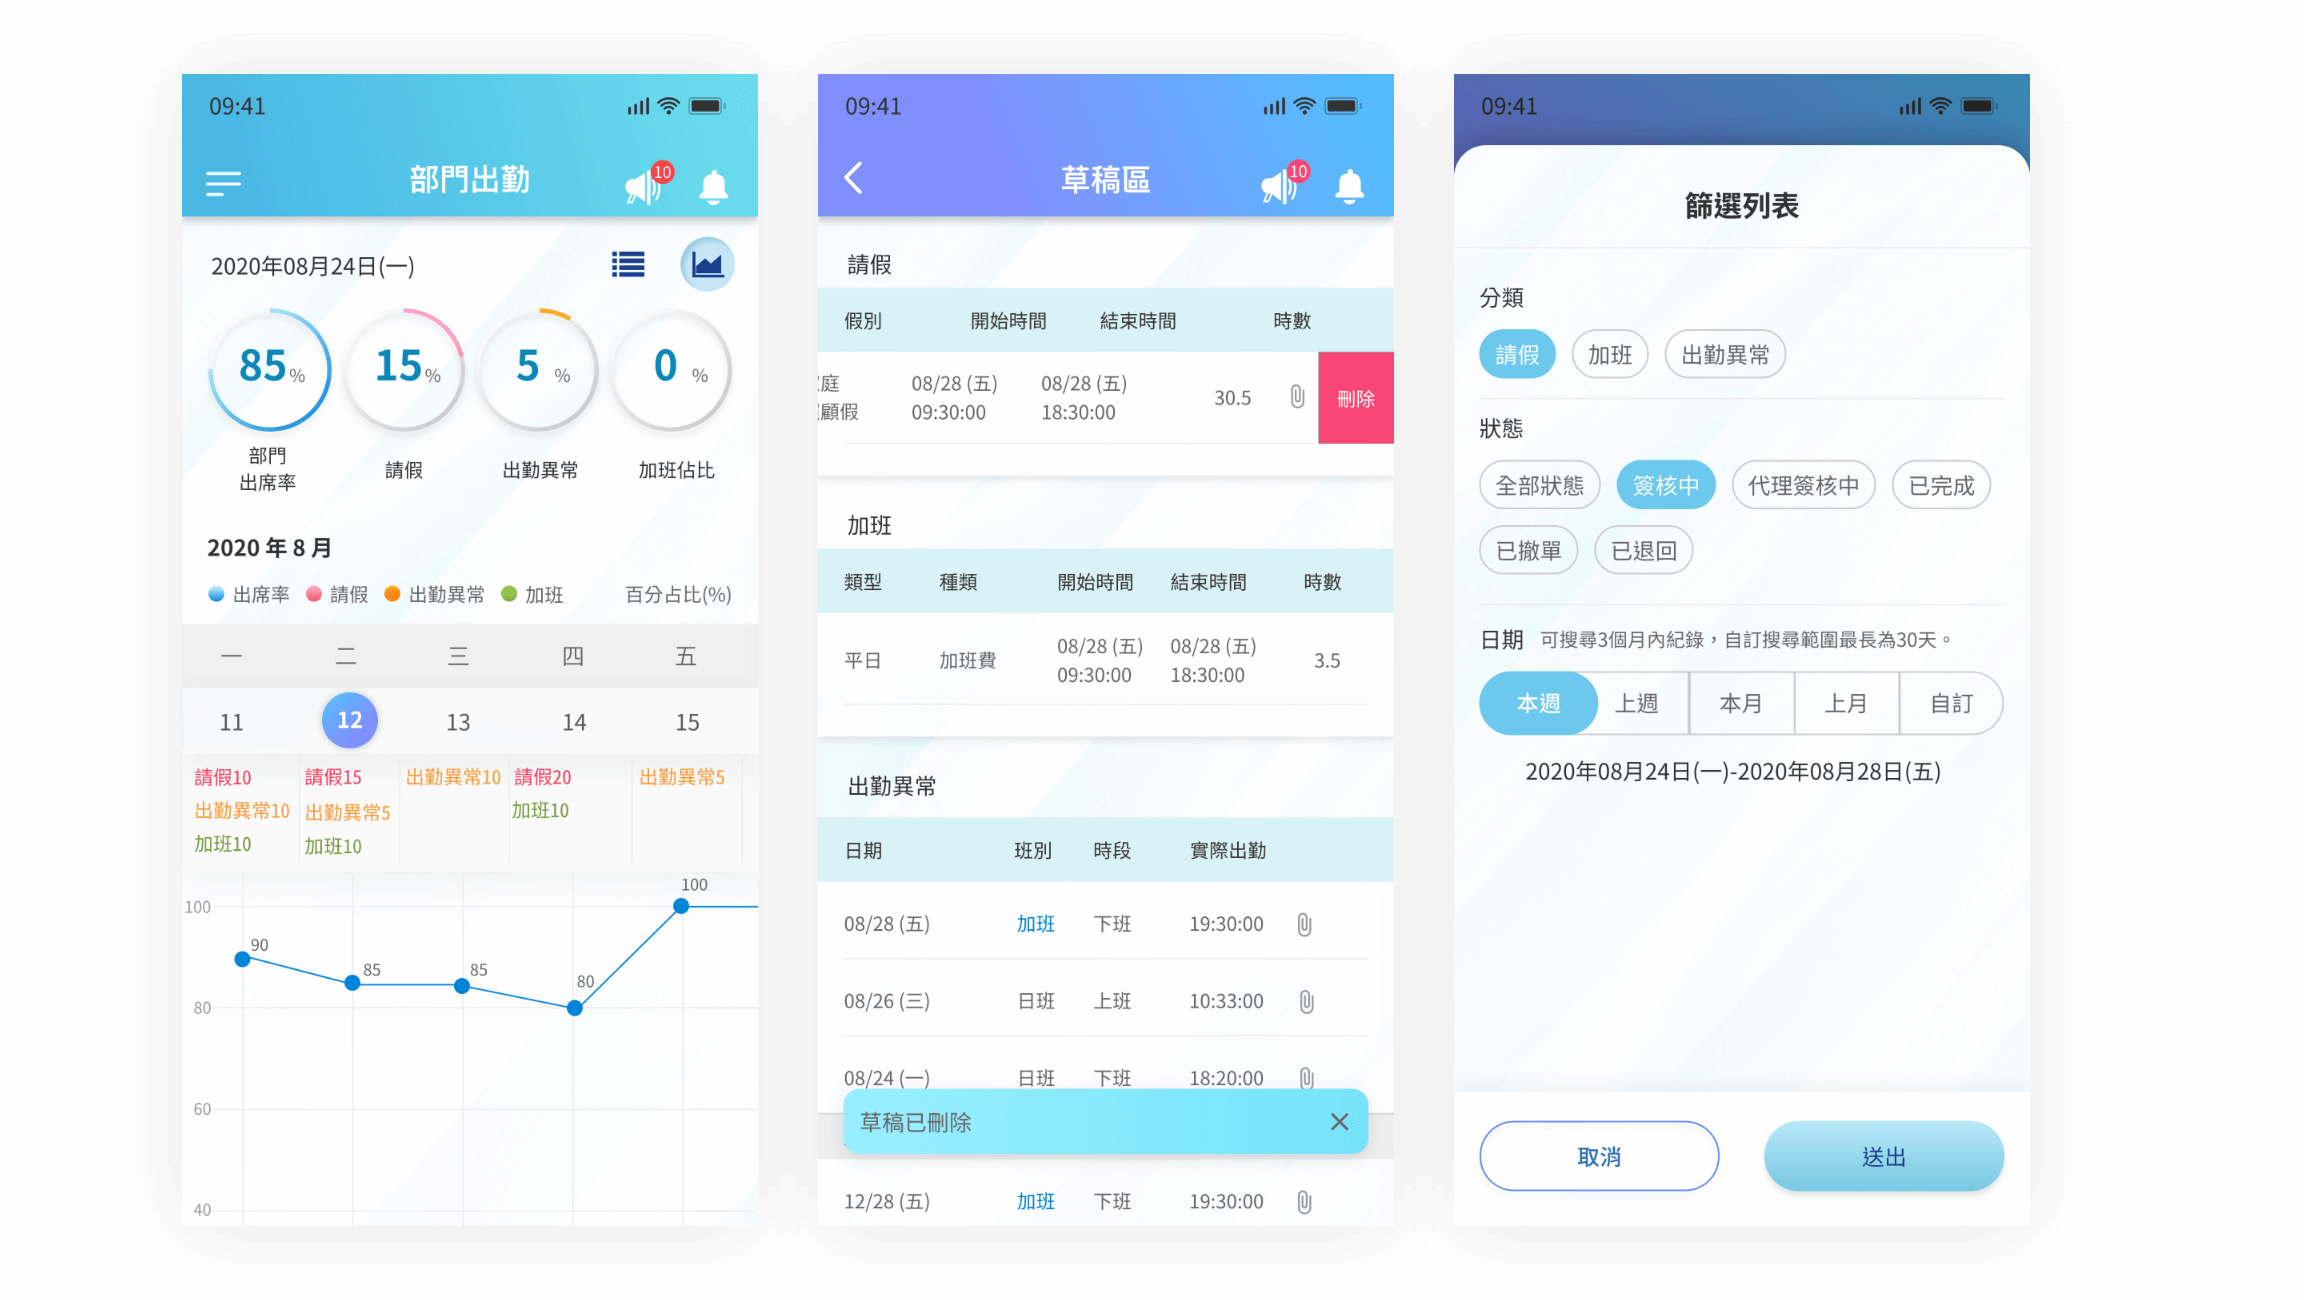 09:41
部門出勤
10
2020年08月24日(一)
85%
15%
5 %
0 %
部門
出席率
請假
出勤異常
加班佔比
2020 年 8 月
出席率 請假 出勤異常 加班 百分占比(%)
一 二 三 四 五
11 12 13 14 15
請假10 請假15 出勤異常10 請假20 出勤異常5
出勤異常10 出勤異常5 加班10
加班10 加班10
100
100
90
85
85
80
80
60
40
09:41
草稿區
10
請假
假別 開始時間 結束時間 時數
庭 08/28 (五) 08/28 (五)
顧假 09:30:00 18:30:00 30.5 刪除
加班
類型 種類 開始時間 結束時間 時數
平日 加班費 08/28 (五) 08/28 (五) 3.5
09:30:00 18:30:00
出勤異常
日期 班別 時段 實際出勤
08/28 (五) 加班 下班 19:30:00
08/26 (三) 日班 上班 10:33:00
08/24 (一) 日班 下班 18:20:00
草稿已刪除
12/28 (五) 加班 下班 19:30:00
09:41
篩選列表
分類
請假 加班 出勤異常
狀態
全部狀態 簽核中 代理簽核中 已完成
已撤單 已退回
日期 可搜尋3個月內紀錄，自訂搜尋範圍最長為30天。
本週 上週 本月 上月 自訂
2020年08月24日(一)-2020年08月28日(五)
取消 送出